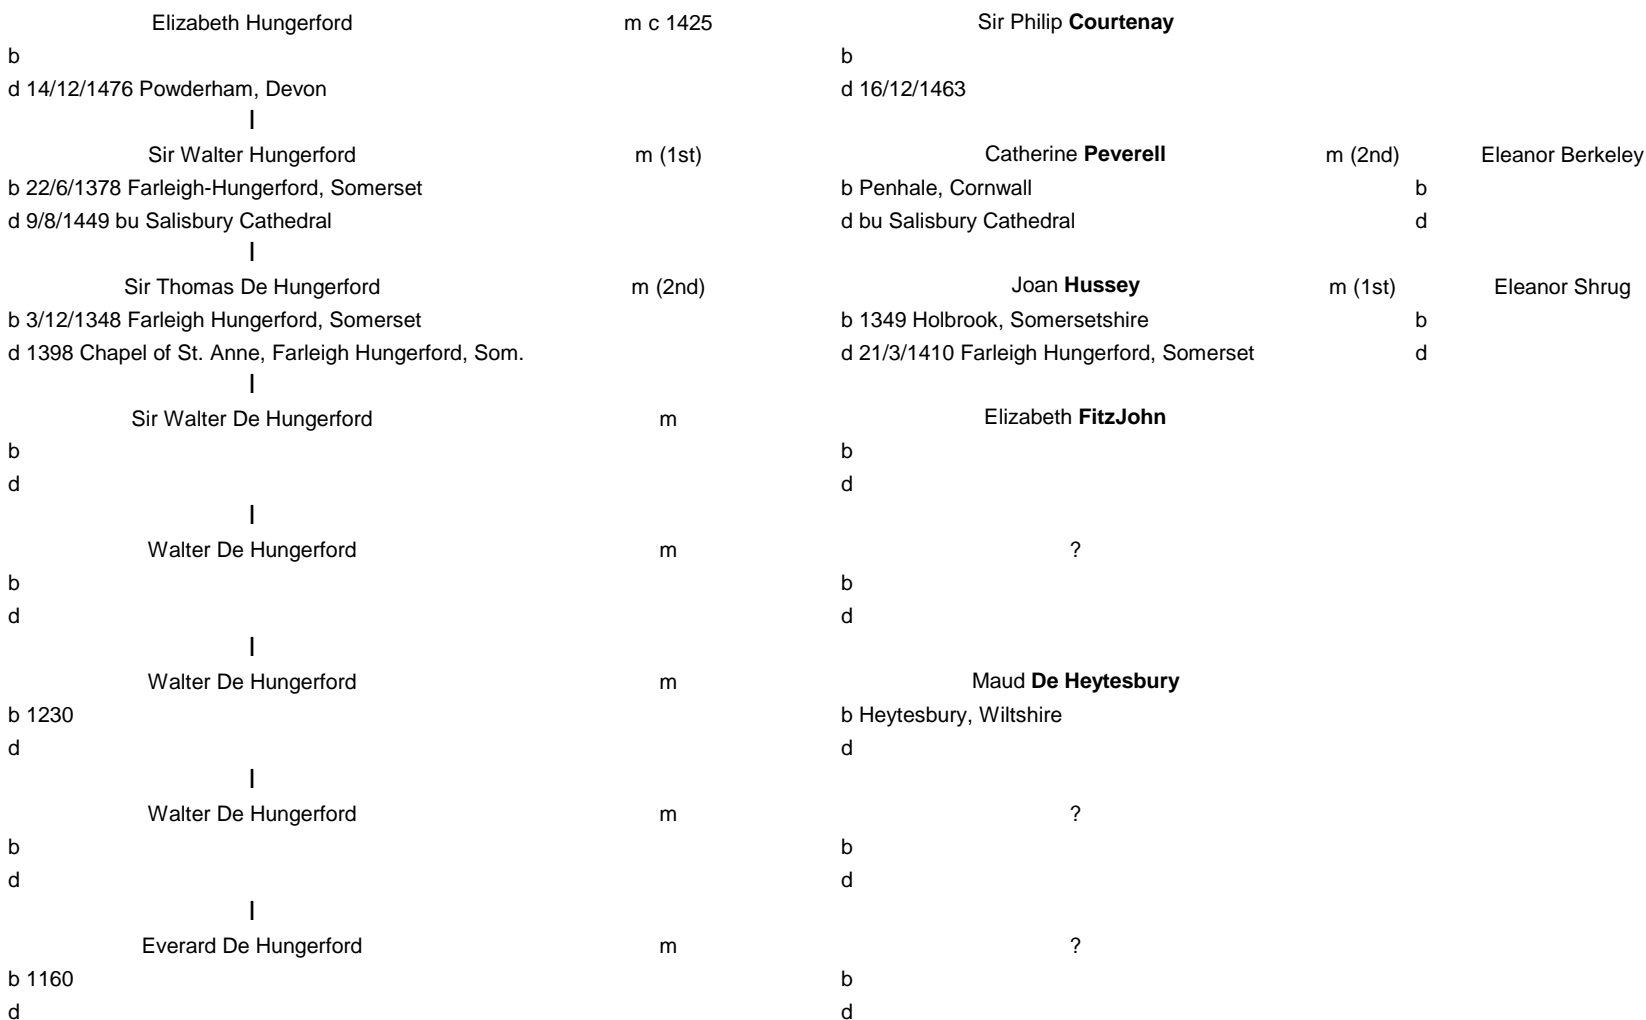 Elizabeth Hungerford m c 1425 Sir Philip Courtenay
b b
d 14/12/1476 Powderham, Devon d 16/12/1463
|
Sir Walter Hungerford m (1st) Catherine Peverell m (2nd) Eleanor Berkeley
b 22/6/1378 Farleigh-Hungerford, Somerset b Penhale, Cornwall b
d 9/8/1449 bu Salisbury Cathedral d bu Salisbury Cathedral d
|
Sir Thomas De Hungerford m (2nd) Joan Hussey m (1st) Eleanor Shrug
b 3/12/1348 Farleigh Hungerford, Somerset b 1349 Holbrook, Somersetshire b
d 1398 Chapel of St. Anne, Farleigh Hungerford, Som. d 21/3/1410 Farleigh Hungerford, Somerset d
|
Sir Walter De Hungerford m Elizabeth FitzJohn
b b
d d
|
Walter De Hungerford m ?
b b
d d
|
Walter De Hungerford m Maud De Heytesbury
b 1230 b Heytesbury, Wiltshire
d d
|
Walter De Hungerford m ?
b b
d d
|
Everard De Hungerford m ?
b 1160 b
d d